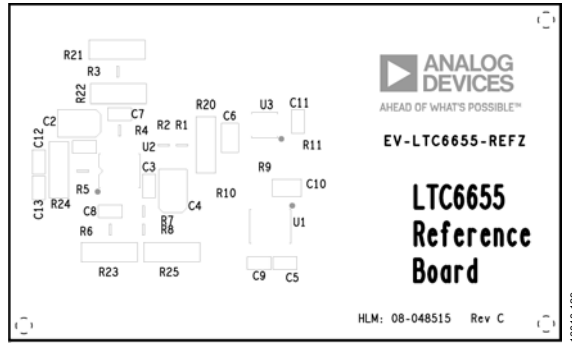 R21
R3
R22
C7
C2
R4
R2
R1
R20
C6
U3
C11
R11
C12
U2
C3
R9
R5
R10
C10
C13
R24
C8
C4
R7
R6
R8
U1
R23
R25
C9
C5
ANALOG
DEVICES
AHEAD OF WHAT'S POSSIBLE™
EV-LTC6655-REFZ
LTC6655
Reference
Board
HLM: 08-048515 Rev C